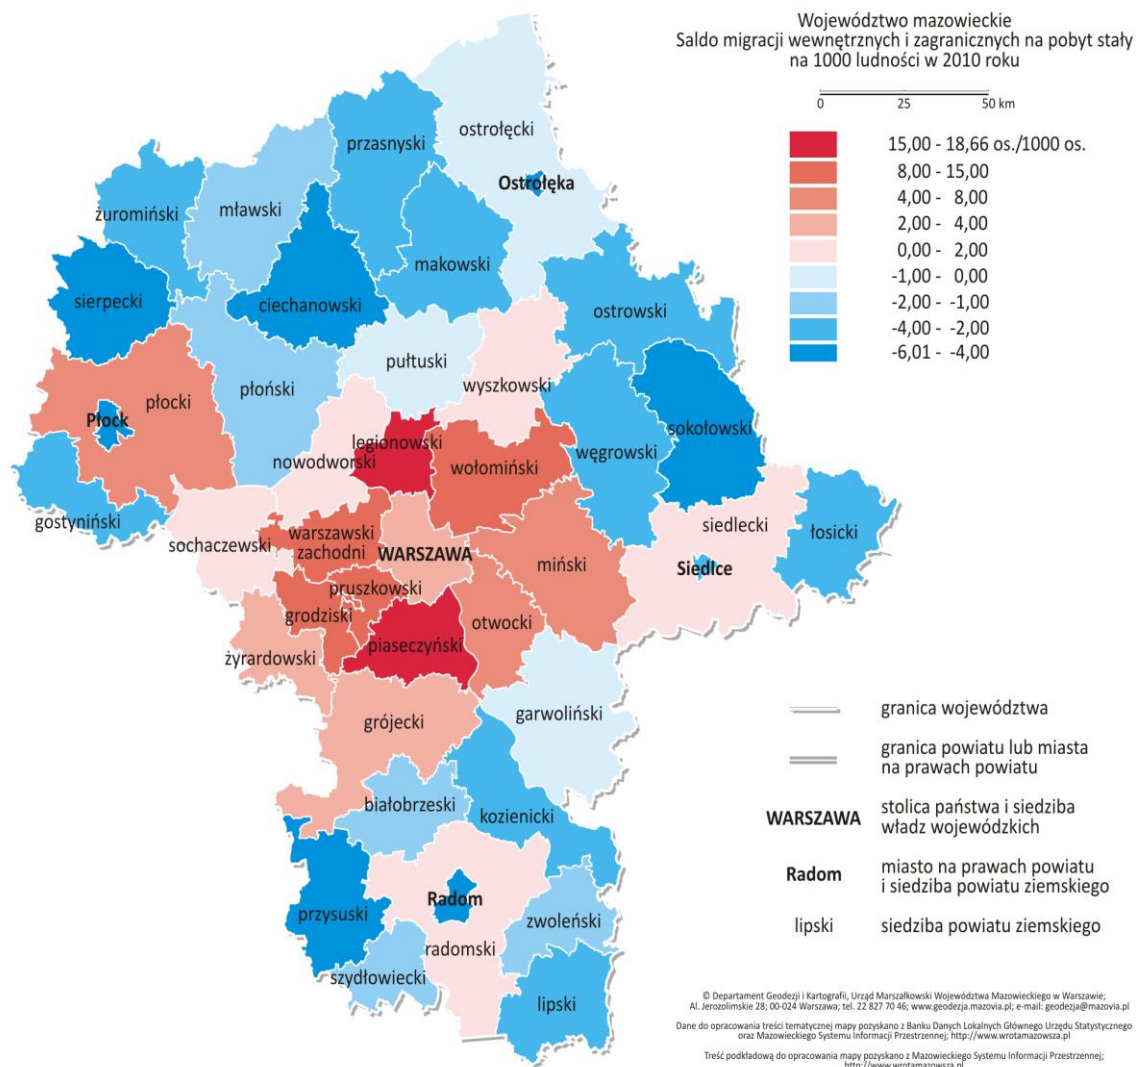 Województwo mazowieckie
Saldo migracji wewnętrznych i zagranicznych na pobyt stały
na 1000 ludności w 2010 roku
0 25 50 km
15,00 - 18,66 os./1000 os.
8,00 - 15,00
4,00 - 8,00
2,00 - 4,00
0,00 - 2,00
-1,00 - 0,00
-2,00 - -1,00
-4,00 - -2,00
-6,01 - -4,00
ostrołęcki
przasnyski
Ostrołęka
żuromiński
mławski
makowski
sierpecki
ciechanowski
ostrowski
pułtuski
płoński
wyszkowski
płocki
Płock
legionowski
sokołowski
nowodworski
wołomiński
węgrowski
gostyniński
siedlecki
sochaczewski
warszawski
zachodni
WARSZAWA
łosicki
miński
Siedlce
pruszkowski
grodziski
otwocki
piaseczyński
żyrardowski
grójecki
garwoliński
białobrzeski
kozienicki
Radom
przysuski
zwoleński
radomski
szydłowiecki
lipski
granica województwa
granica powiatu lub miasta
na prawach powiatu
WARSZAWA stolica państwa i siedziba
władz wojewódzkich
Radom miasto na prawach powiatu
i siedziba powiatu ziemskiego
lipski siedziba powiatu ziemskiego
© Departament Geodezji i Kartografii, Urząd Marszałkowski Województwa Mazowieckiego w Warszawie;
Al. Jerozolimskie 28; 00-024 Warszawa; tel. 22 827 70 46; www.geodezja.mazovia.pl; e-mail: geodezja@mazovia.pl
Dane do opracowania treści tematycznej mapy pozyskano z Banku Danych Lokalnych Głównego Urzędu Statystycznego
oraz Mazowieckiego Systemu Informacji Przestrzennej; http://www.wrotamazowsza.pl
Treść podkładową do opracowania mapy pozyskano z Mazowieckiego Systemu Informacji Przestrzennej;
http://www.wrotamazowsza.pl